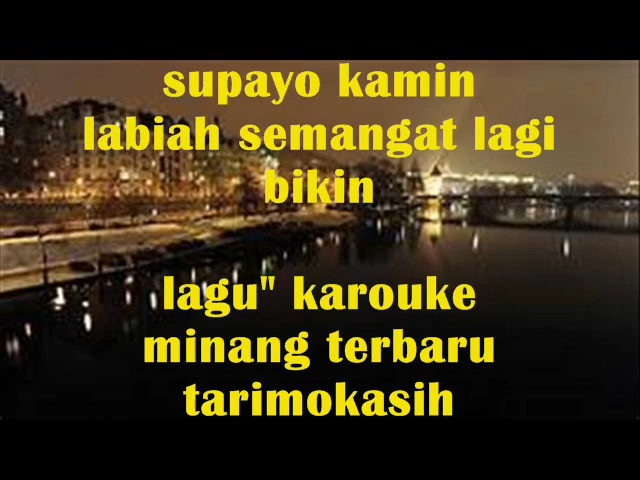 supayo kamin
labiah semangat lagi
bikin
lagu" karouke
minang terbaru
tarimokasih